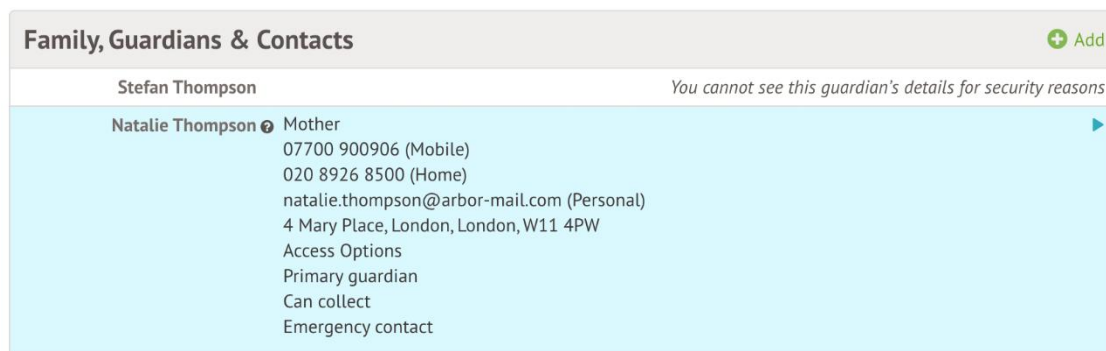 Family, Guardians & Contacts
Add
Stefan Thompson You cannot see this guardian's details for security reasons
Natalie Thompson Mother
07700 900906 (Mobile)
020 8926 8500 (Home)
natalie.thompson@arbor-mail.com (Personal)
4 Mary Place, London, London, W11 4PW
Access Options
Primary guardian
Can collect
Emergency contact